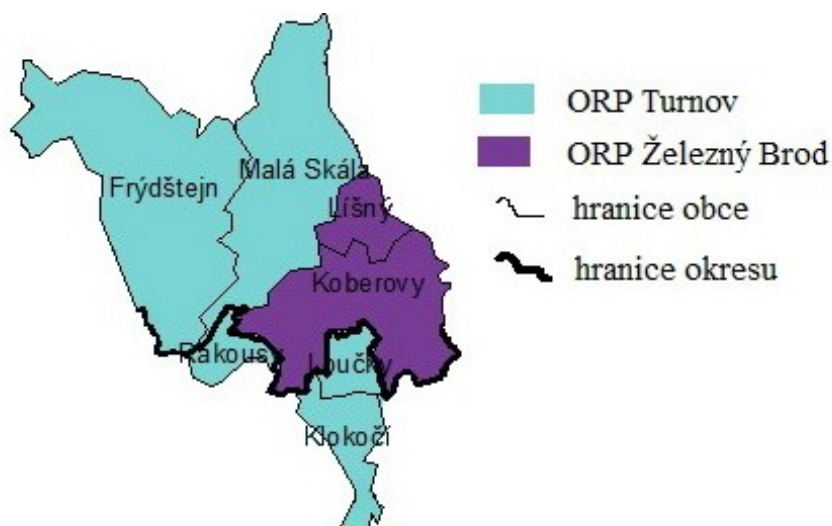 Frýdštejn
Malá Skála
Líšný
Koberovy
Rakousy
Loučky
Klokočí
ORP Turnov
ORP Železný Brod
hranice obce
hranice okresu